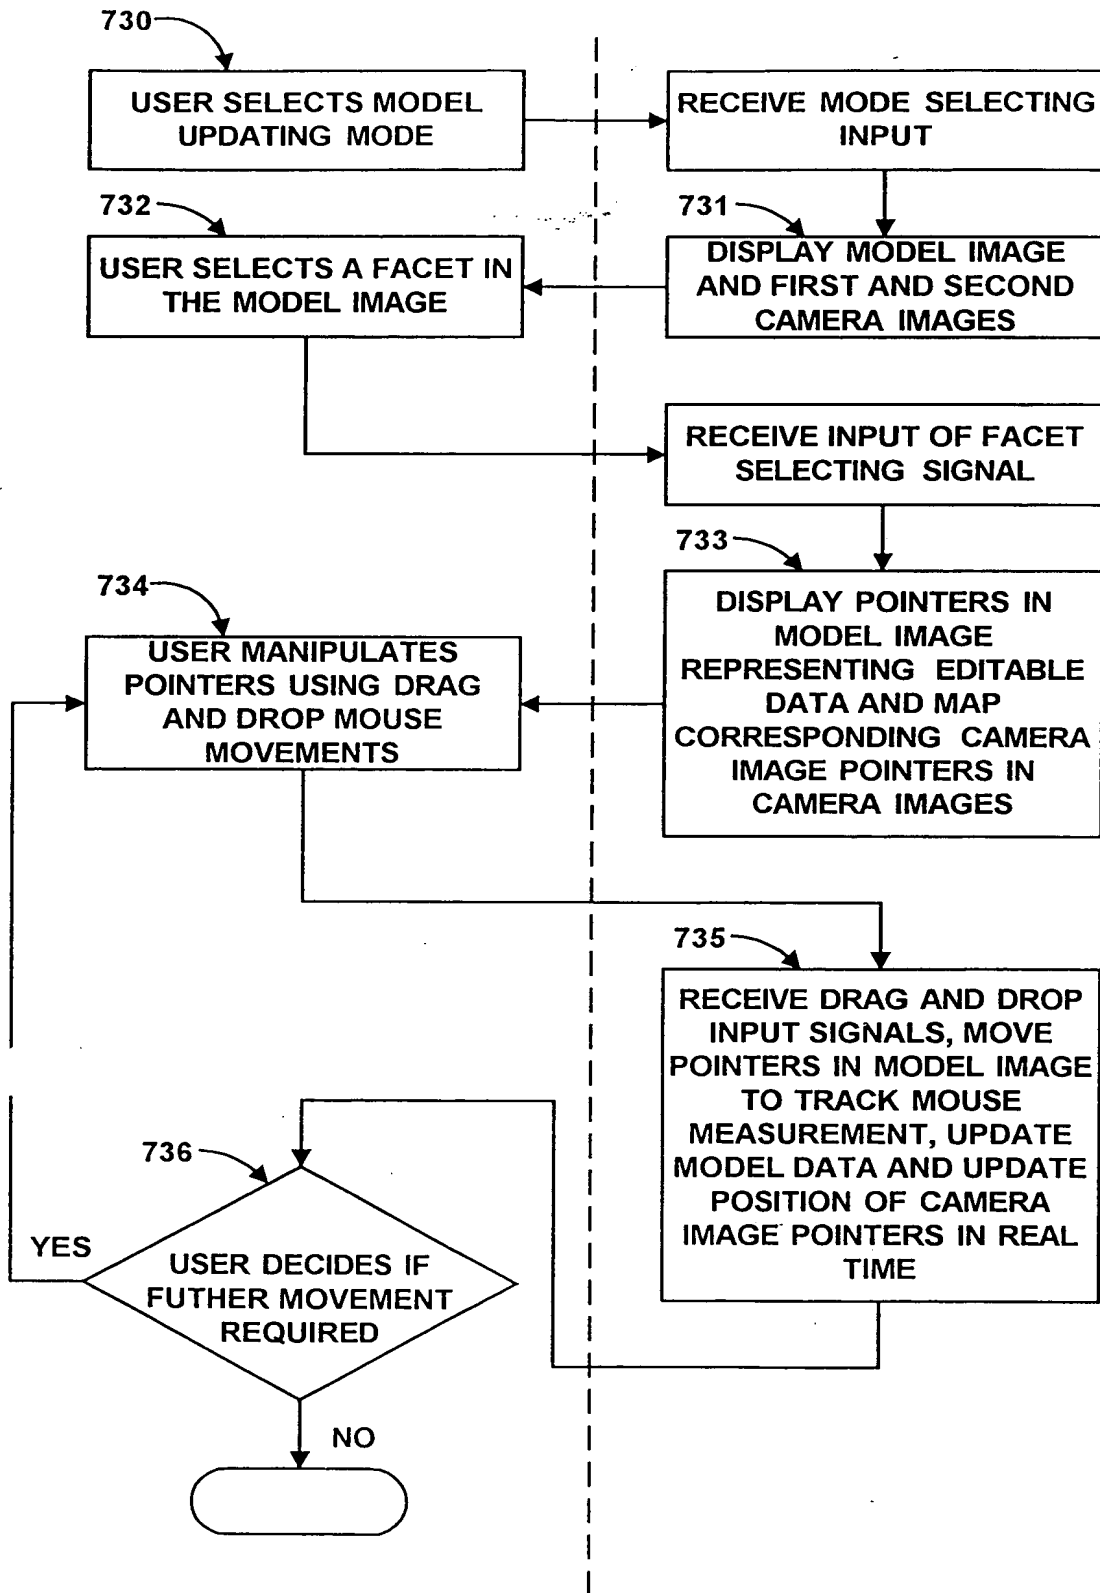 730
USER SELECTS MODEL
UPDATING MODE
RECEIVE MODE SELECTING
INPUT
732
USER SELECTS A FACET IN
THE MODEL IMAGE
731
DISPLAY MODEL IMAGE
AND FIRST AND SECOND
CAMERA IMAGES
RECEIVE INPUT OF FACET
SELECTING SIGNAL
733
DISPLAY POINTERS IN
MODEL IMAGE
REPRESENTING EDITABLE
DATA AND MAP
CORRESPONDING CAMERA
IMAGE POINTERS IN
CAMERA IMAGES
734
USER MANIPULATES
POINTERS USING DRAG
AND DROP MOUSE
MOVEMENTS
735
RECEIVE DRAG AND DROP
INPUT SIGNALS, MOVE
POINTERS IN MODEL IMAGE
TO TRACK MOUSE
MEASUREMENT, UPDATE
MODEL DATA AND UPDATE
POSITION OF CAMERA
IMAGE POINTERS IN REAL
TIME
736
YES
USER DECIDES IF
FUTHER MOVEMENT
REQUIRED
NO